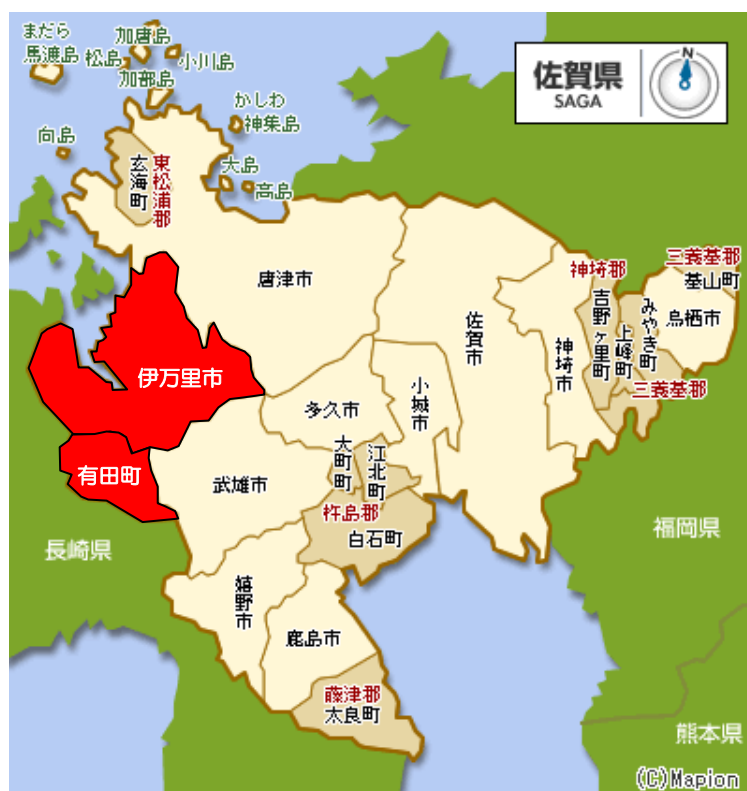 まだら
馬渡島
松島
加唐島
小川島
加部島
かしわ
神集島
向島
大島
高島
佐賀県
SAGA
N
東松浦郡
玄海町
唐津市
伊万里市
有田町
武雄市
多久市
小城市
佐賀市
神埼市
神埼郡
吉野ヶ里町
上峰町
みやき町
三養基郡
基山町
鳥栖市
三養基郡
大町町
江北町
杵島郡
白石町
嬉野市
鹿島市
藤津郡
太良町
長崎県
福岡県
熊本県
(C)Mapion